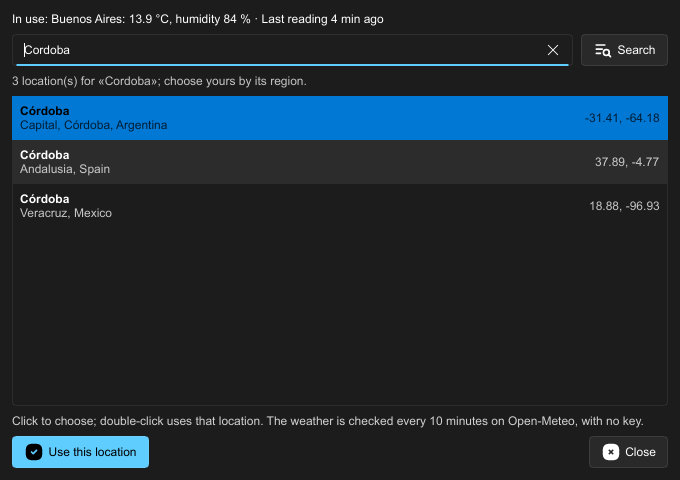 In use: Buenos Aires: 13.9 °C, humidity 84 % · Last reading 4 min ago
Cordoba
Search
3 location(s) for «Cordoba»; choose yours by its region.
Córdoba
Capital, Córdoba, Argentina
-31.41, -64.18
Córdoba
Andalusia, Spain
37.89, -4.77
Córdoba
Veracruz, Mexico
18.88, -96.93
Click to choose; double-click uses that location. The weather is checked every 10 minutes on Open-Meteo, with no key.
Use this location
Close